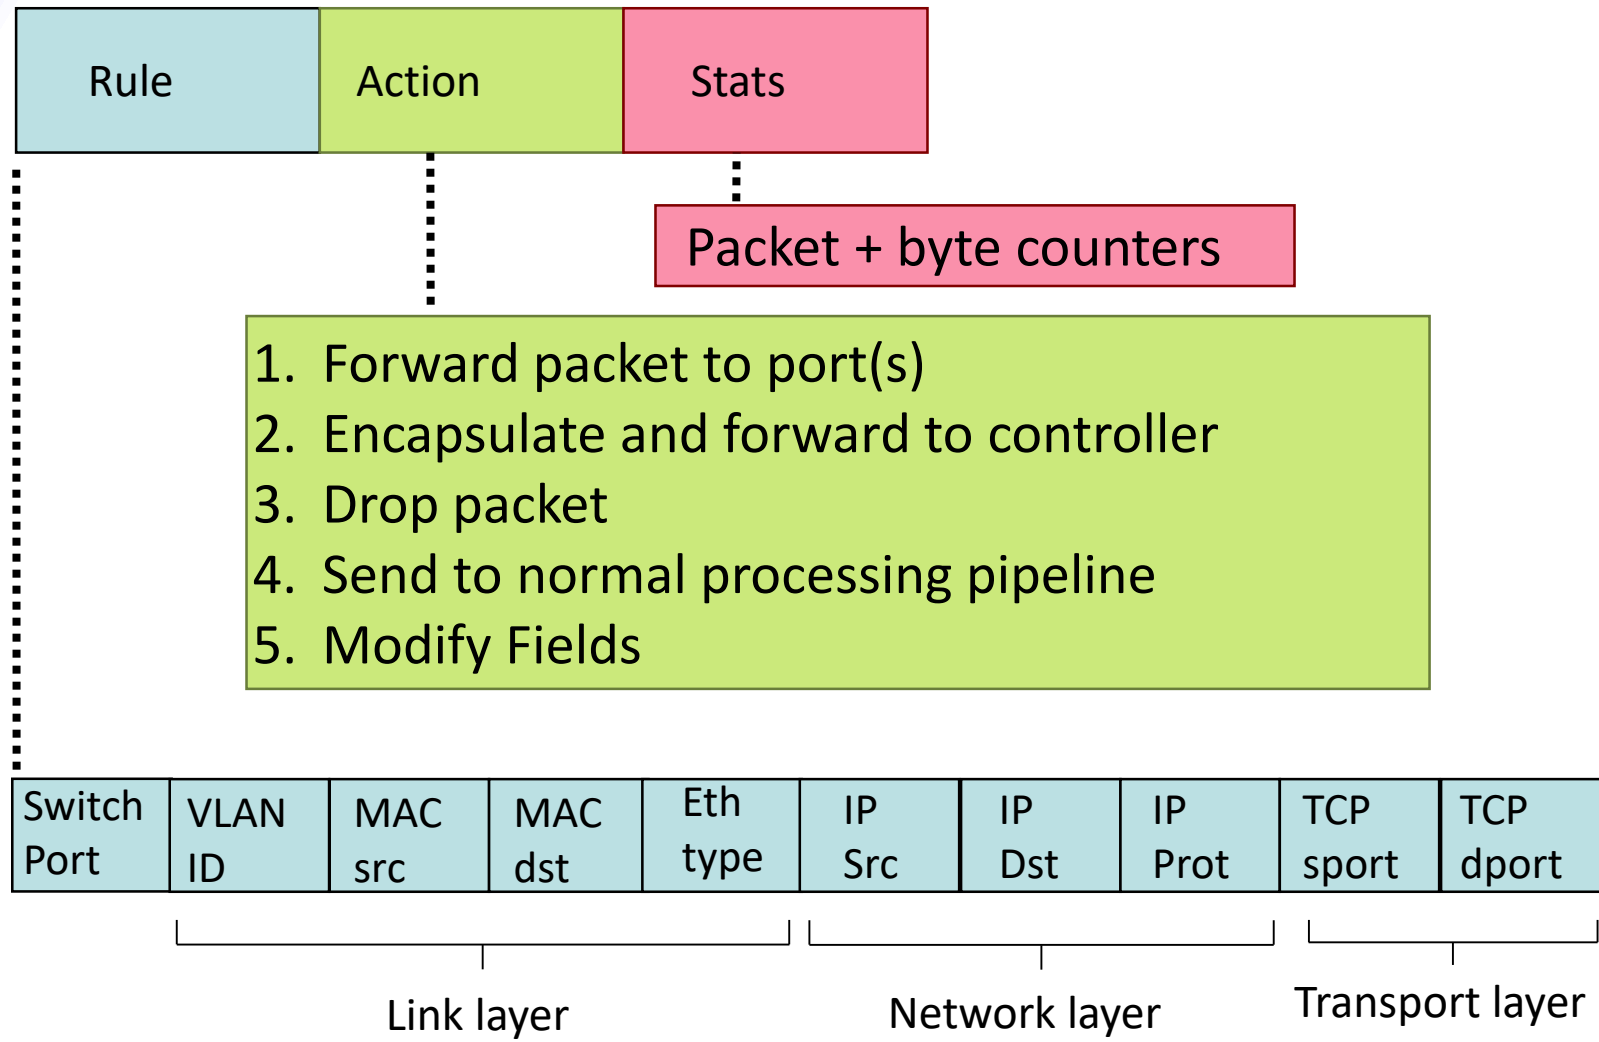 Rule Action Stats
Packet + byte counters
1. Forward packet to port(s)
2. Encapsulate and forward to controller
3. Drop packet
4. Send to normal processing pipeline
5. Modify Fields
Switch Port
VLAN ID
MAC src
MAC dst
Eth type
IP Src
IP Dst
IP Prot
TCP sport
TCP dport
Link layer
Network layer
Transport layer